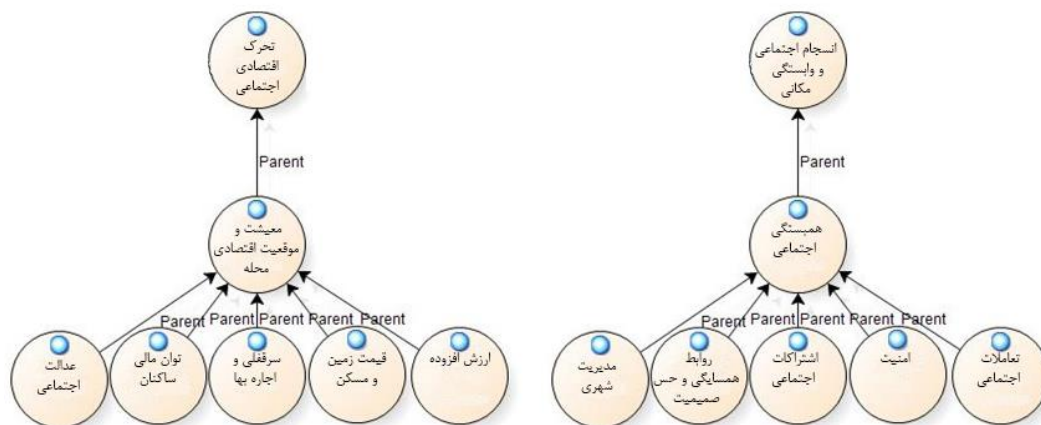 تحرک
اقتصادی
اجتماعی
Parent
معیشت و
موقعیت اقتصادی
محله
Parent
Parent
Parent
Parent
Parent
عدالت
اجتماعی
توان مالی
ساکنان
سرقفلی و
اجاره بها
قیمت زمین
و مسکن
ارزش افزوده
انسجام اجتماعی
و وابستگی
مکانی
Parent
همبستگی
اجتماعی
Parent
Parent
Parent
Parent
Parent
مدیریت
شهری
روابط
همسایگی و حس
صمیمیت
اشتراکات
اجتماعی
امنیت
تعاملات
اجتماعی